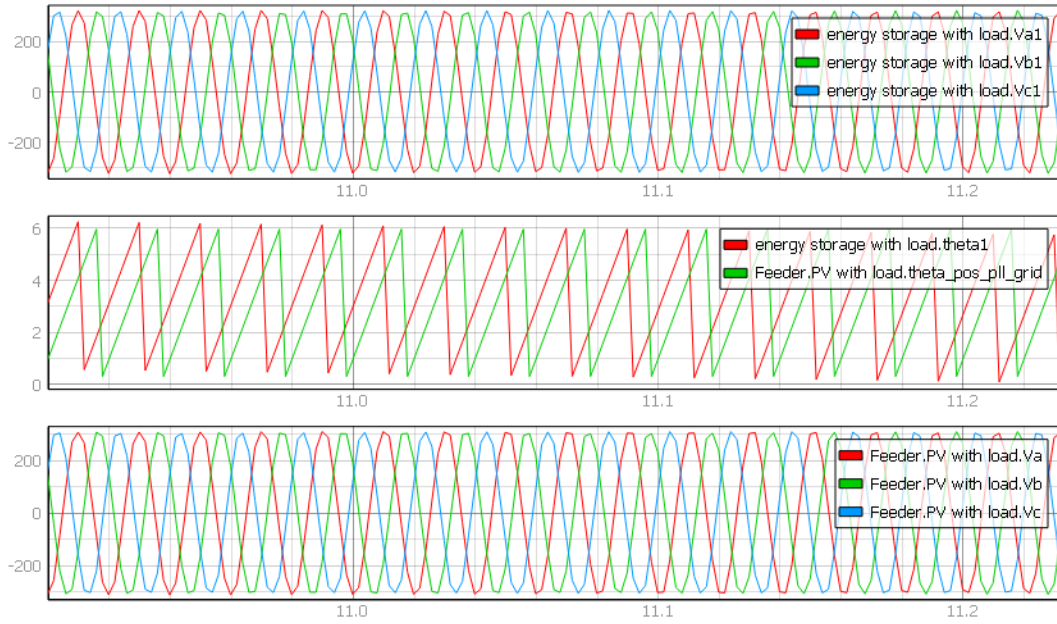 200
0
-200
energy storage with load.Va1
energy storage with load.Vb1
energy storage with load.Vc1
11.0
11.1
11.2
6
4
2
0
energy storage with load.theta1
Feeder.PV with load.theta_pos_pll_grid
11.0
11.1
11.2
200
0
-200
Feeder.PV with load.Va
Feeder.PV with load.Vb
Feeder.PV with load.Vc
11.0
11.1
11.2